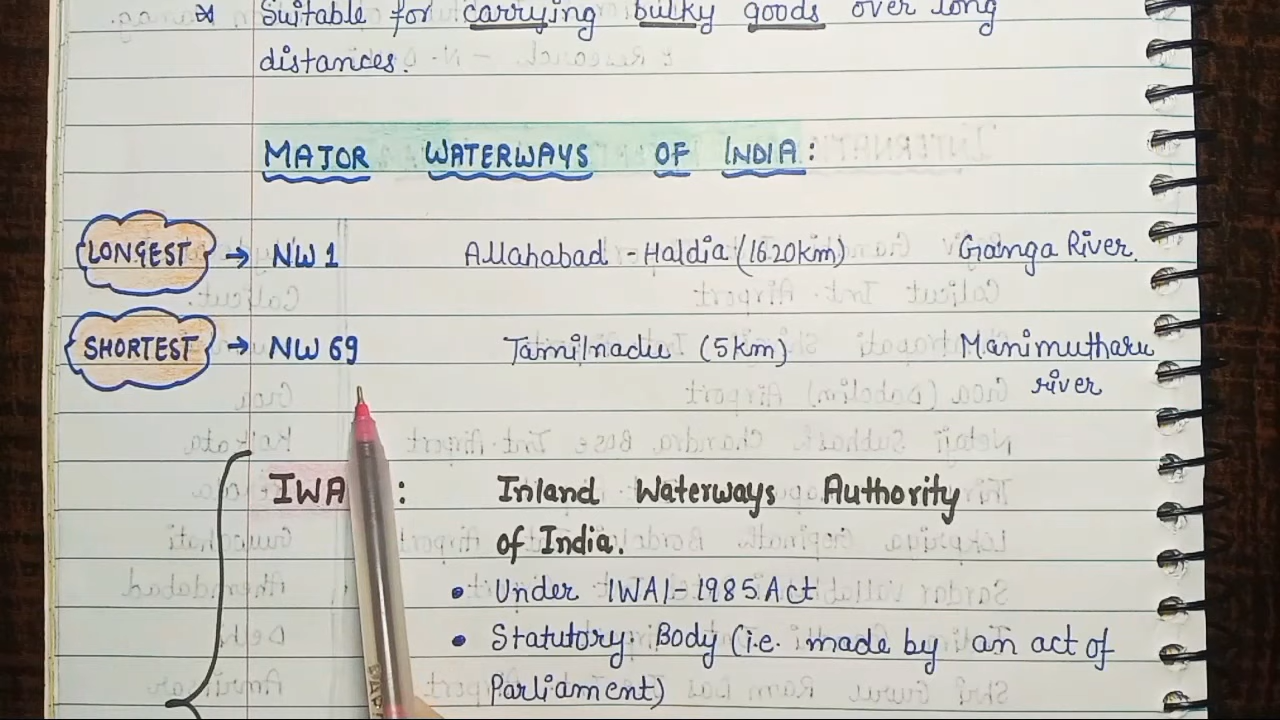 * Suitable for carrying bulky goods over long
distances.
MAJOR WATERWAYS OF INDIA:
LONGEST → NW 1 Allahabad - Haldia (1620km) Ganga River.
SHORTEST → NW 69 Tamilnadu (5km) Manimutharu
river
IWA : Inland Waterways Authority
of India.
• Under IWAI - 1985 Act
• Statutory Body (i.e. made by an act of
Parliament)